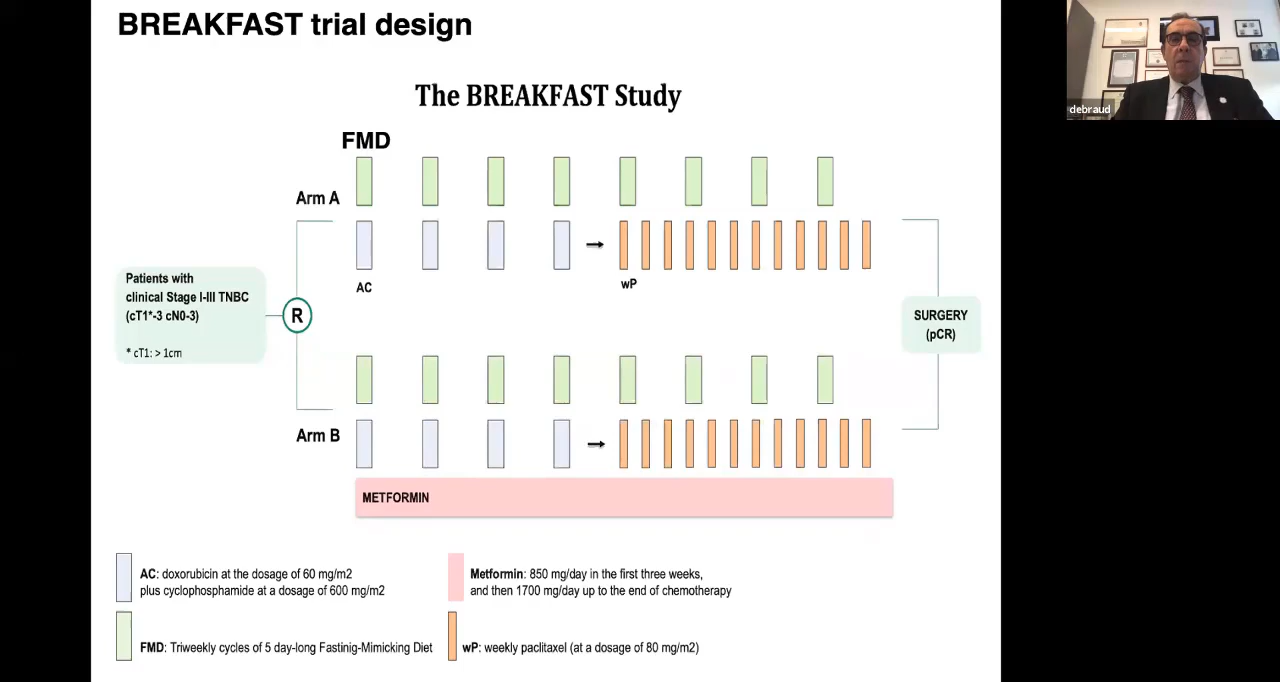 BREAKFAST trial design
The BREAKFAST Study
FMD
Arm A
AC
wP
Patients with
clinical Stage I-III TNBC
(cT1*-3 cN0-3)
* cT1: > 1cm
R
SURGERY
(pCR)
Arm B
METFORMIN
AC: doxorubicin at the dosage of 60 mg/m2
plus cyclophosphamide at a dosage of 600 mg/m2
Metformin: 850 mg/day in the first three weeks,
and then 1700 mg/day up to the end of chemotherapy
FMD: Triweekly cycles of 5 day-long Fastinig-Mimicking Diet
wP: weekly paclitaxel (at a dosage of 80 mg/m2)
debraud